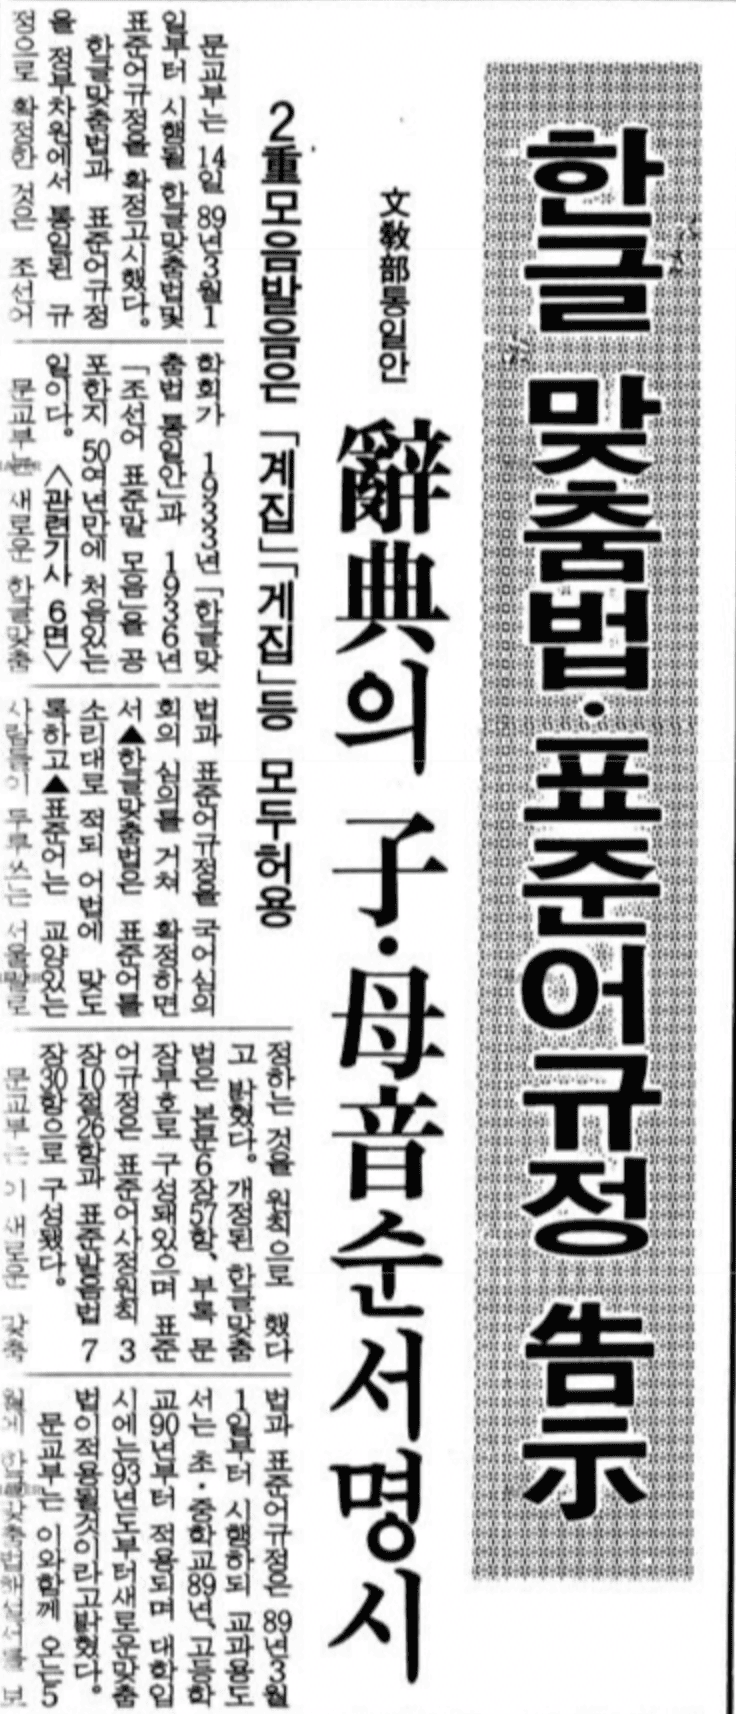 한글 맞춤법·표준어규정 告示
文敎部통일안
辭典의 子·母音순서명시
2重모음발음은 「계집」「게집」등 모두허용
문교부는 14일 89년3월1
일부터 시행될 한글맞춤법및
표준어규정을 확정고시했다.
한글맞춤법과 표준어규정
을 정부차원에서 통일된 규
정으로 확정한 것은 조선어
학회가 1933년 「한글맞
춤법 통일안」과 1936년
「조선어 표준말 모음」을 공
포한지 50여년만에 처음있는
일이다. <관련기사 6면>
문교부는 새로운 한글맞춤
법과 표준어규정을 국어심의
회의 심의를 거쳐 확정하면
서▲한글맞춤법은 표준어를
소리대로 적되 어법에 맞도
록하고▲표준어는 교양있는
사람들이 두루쓰는 서울말로
정하는 것을 원칙으로 했다
고 밝혔다. 개정된 한글맞춤
법은 본문6장57항, 부록 문
장부호로 구성돼있으며 표준
어규정은 표준어사정원칙 3
장10절26항과 표준발음법 7
장30항으로 구성됐다.
문교부는 이 새로운 맞춤
법과 표준어규정은 89년3월
1일부터 시행하되 교과용도
서는 초·중학교89년, 고등학
교90년부터 적용되며 대학입
시에는93년도부터새로운맞춤
법이적용될것이라고밝혔다.
문교부는 이와함께 오는5
월에 한글맞춤법해설서를 보